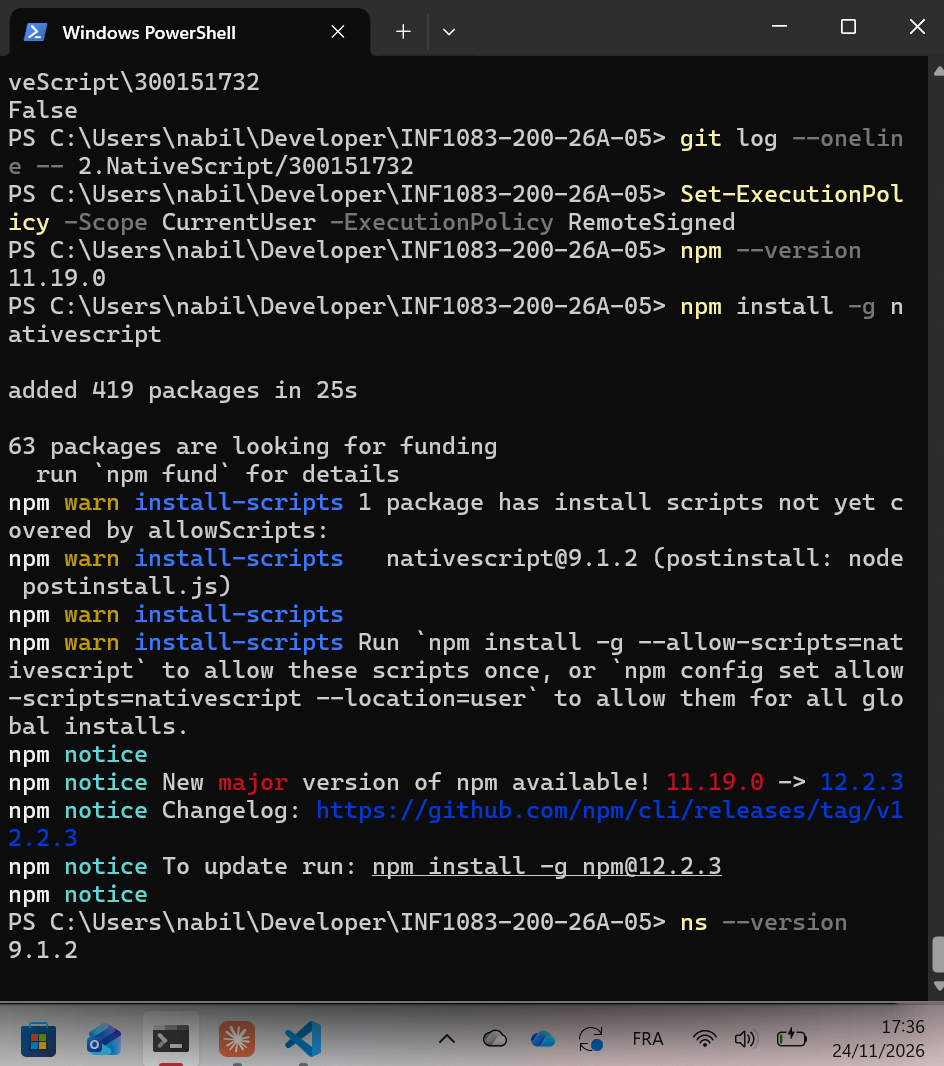 Windows PowerShell
veScript\300151732
False
PS C:\Users\nabil\Developer\INF1083-200-26A-05> git log --onelin
e -- 2.NativeScript/300151732
PS C:\Users\nabil\Developer\INF1083-200-26A-05> Set-ExecutionPol
icy -Scope CurrentUser -ExecutionPolicy RemoteSigned
PS C:\Users\nabil\Developer\INF1083-200-26A-05> npm --version
11.19.0
PS C:\Users\nabil\Developer\INF1083-200-26A-05> npm install -g n
ativescript
added 419 packages in 25s
63 packages are looking for funding
  run `npm fund` for details
npm warn install-scripts 1 package has install scripts not yet c
overed by allowScripts:
npm warn install-scripts   nativescript@9.1.2 (postinstall: node
 postinstall.js)
npm warn install-scripts
npm warn install-scripts Run `npm install -g --allow-scripts=nat
ivescript` to allow these scripts once, or `npm config set allow
-scripts=nativescript --location=user` to allow them for all glo
bal installs.
npm notice
npm notice New major version of npm available! 11.19.0 -> 12.2.3
npm notice Changelog: https://github.com/npm/cli/releases/tag/v1
2.2.3
npm notice To update run: npm install -g npm@12.2.3
npm notice
PS C:\Users\nabil\Developer\INF1083-200-26A-05> ns --version
9.1.2
FRA
17:36
24/11/2026